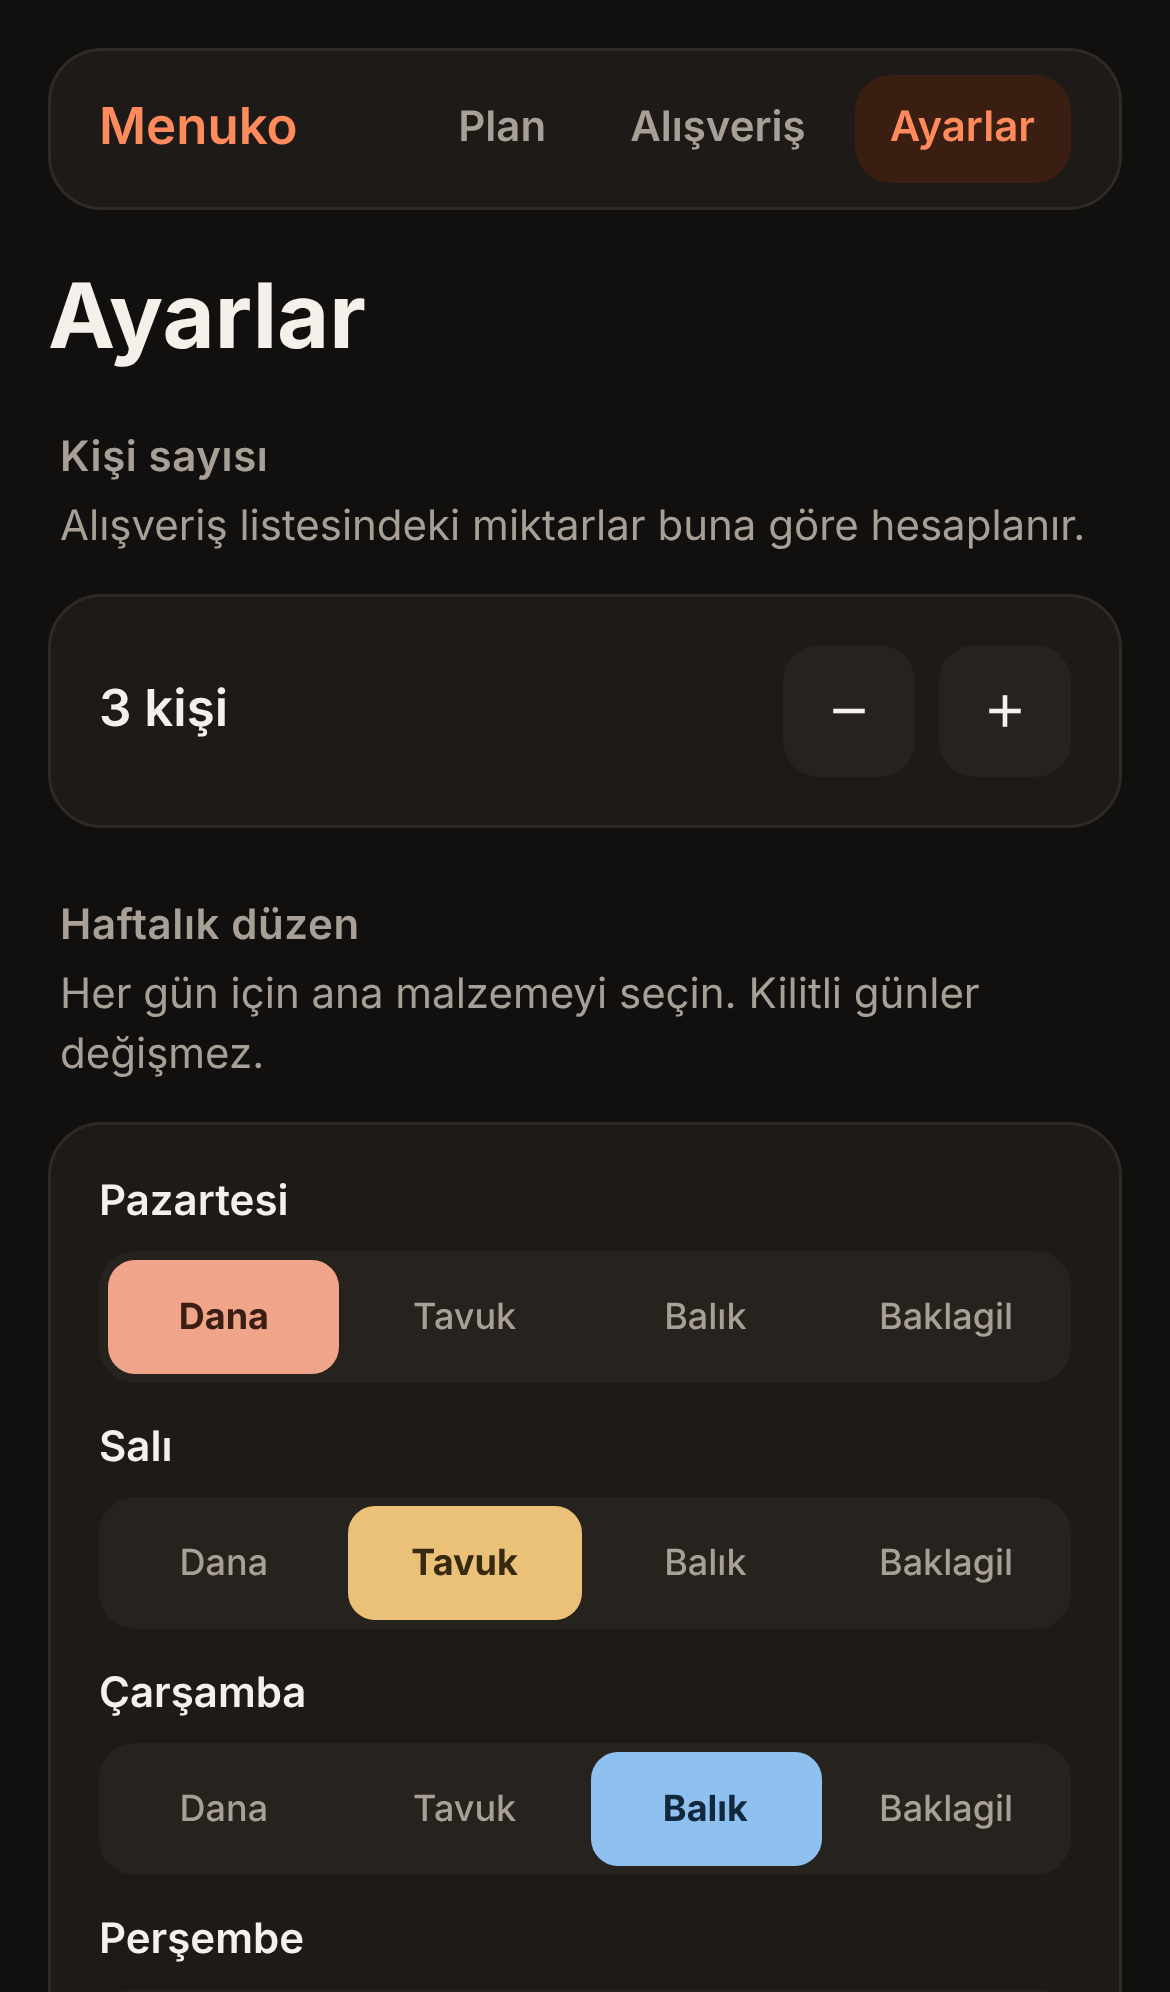 Menuko Plan Alışveriş Ayarlar
Ayarlar
Kişi sayısı
Alışveriş listesindeki miktarlar buna göre hesaplanır.
3 kişi − +
Haftalık düzen
Her gün için ana malzemeyi seçin. Kilitli günler
değişmez.
Pazartesi
Dana Tavuk Balık Baklagil
Salı
Dana Tavuk Balık Baklagil
Çarşamba
Dana Tavuk Balık Baklagil
Perşembe